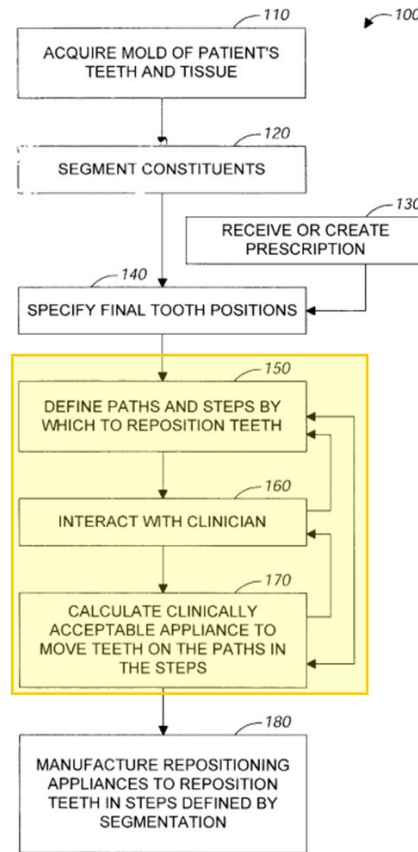 110
100
ACQUIRE MOLD OF PATIENT'S
TEETH AND TISSUE
120
SEGMENT CONSTITUENTS
130
RECEIVE OR CREATE
PRESCRIPTION
140
SPECIFY FINAL TOOTH POSITIONS
150
DEFINE PATHS AND STEPS BY
WHICH TO REPOSITION TEETH
160
INTERACT WITH CLINICIAN
170
CALCULATE CLINICALLY
ACCEPTABLE APPLIANCE TO
MOVE TEETH ON THE PATHS IN
THE STEPS
180
MANUFACTURE REPOSITIONING
APPLIANCES TO REPOSITION
TEETH IN STEPS DEFINED BY
SEGMENTATION